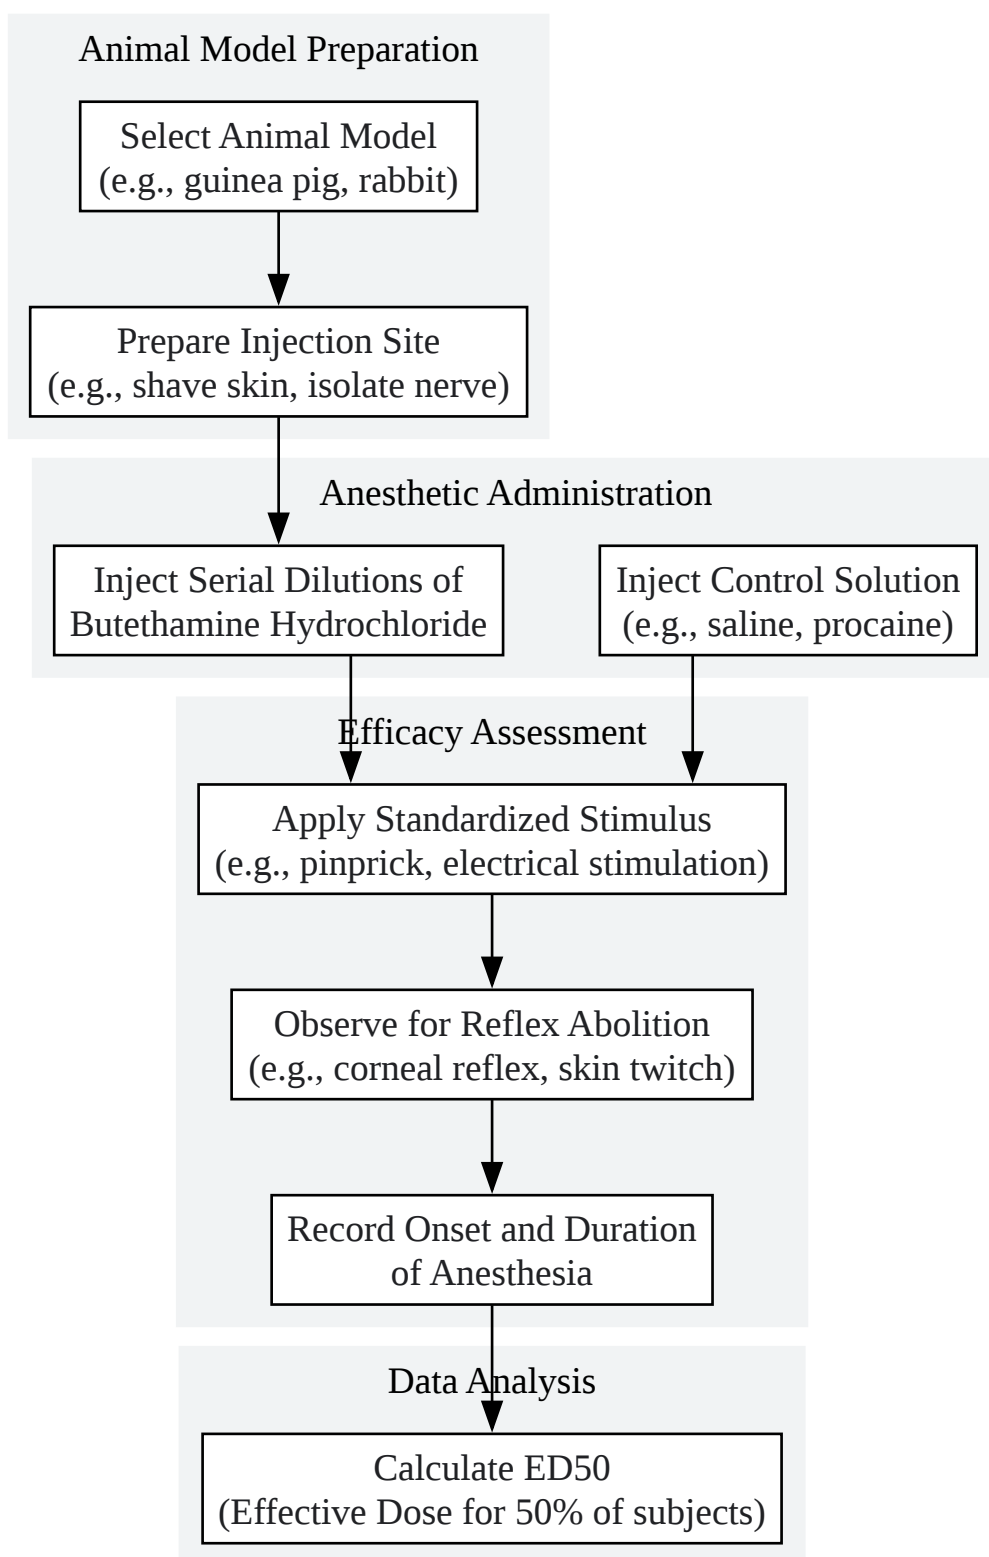 Animal Model Preparation
Select Animal Model
(e.g., guinea pig, rabbit)
Prepare Injection Site
(e.g., shave skin, isolate nerve)
Anesthetic Administration
Inject Serial Dilutions of
Butethamine Hydrochloride
Inject Control Solution
(e.g., saline, procaine)
Efficacy Assessment
Apply Standardized Stimulus
(e.g., pinprick, electrical stimulation)
Observe for Reflex Abolition
(e.g., corneal reflex, skin twitch)
Record Onset and Duration
of Anesthesia
Data Analysis
Calculate ED50
(Effective Dose for 50% of subjects)